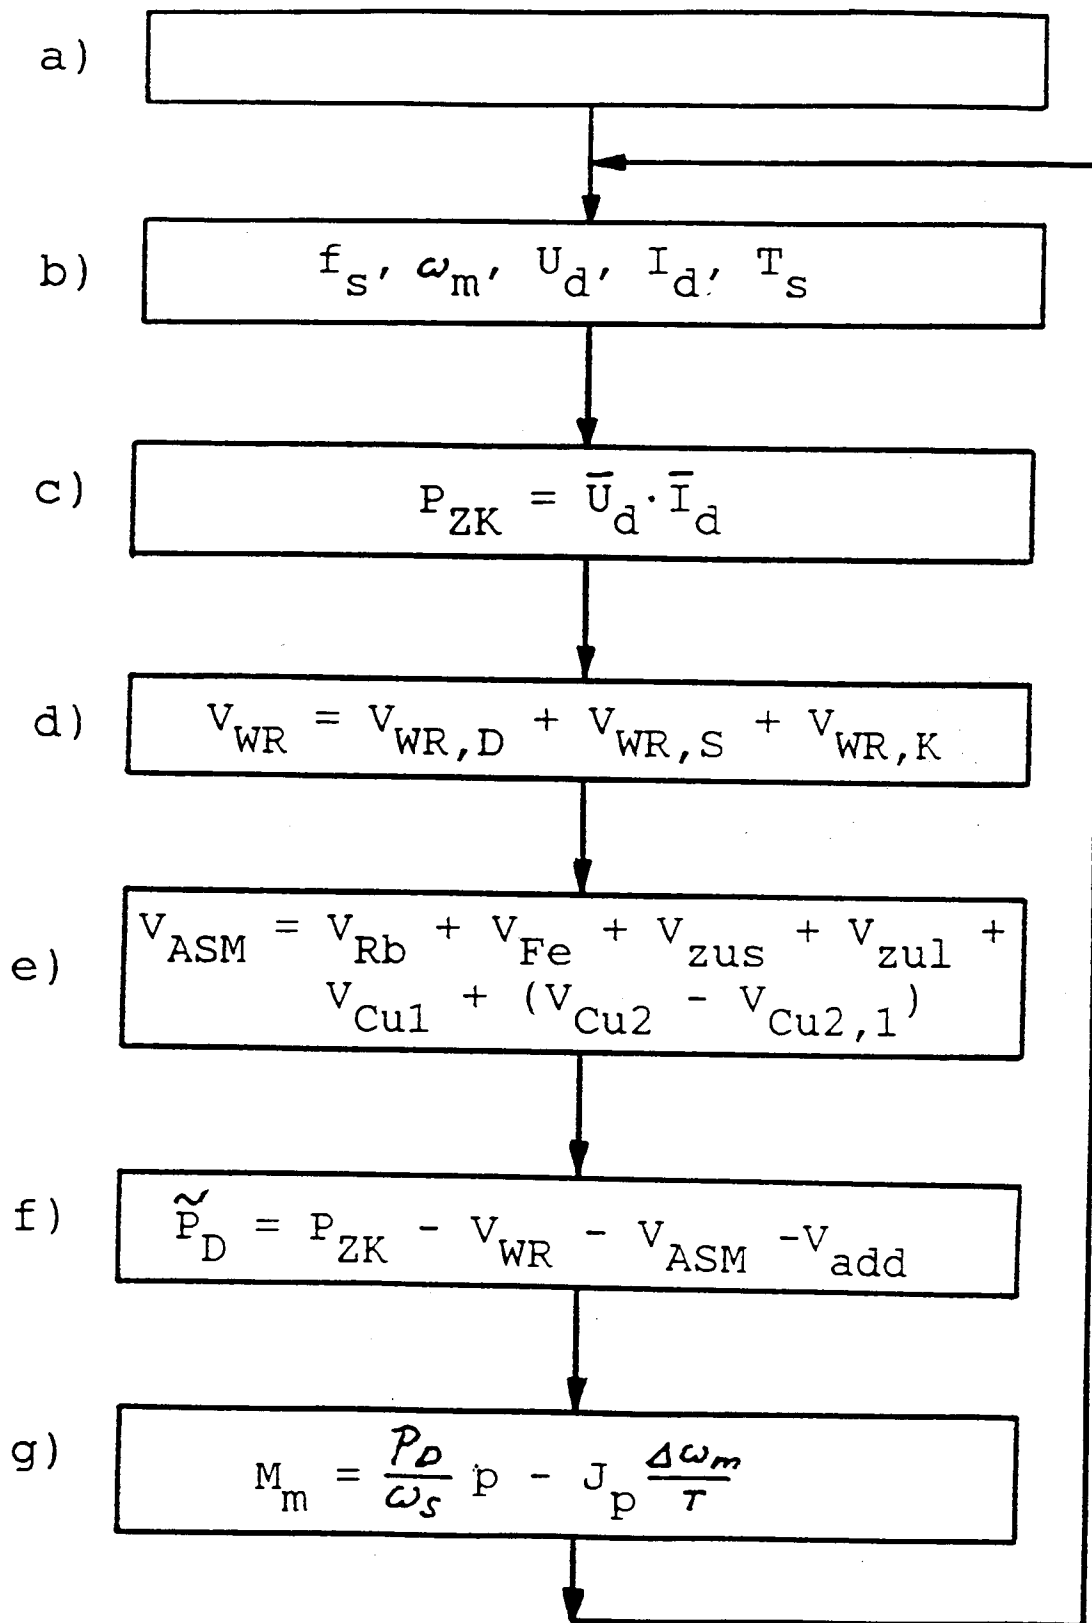 a)
b) f_s, ω_m, U_d, I_d, T_s
c) P_ZK = Ū_d · Ī_d
d) V_WR = V_WR,D + V_WR,S + V_WR,K
e) V_ASM = V_Rb + V_Fe + V_zus + V_zul +
V_Cu1 + (V_Cu2 - V_Cu2,1)
f) P̃_D = P_ZK - V_WR - V_ASM -V_add
g) M_m = P_D/ω_s p - J_p Δω_m/T